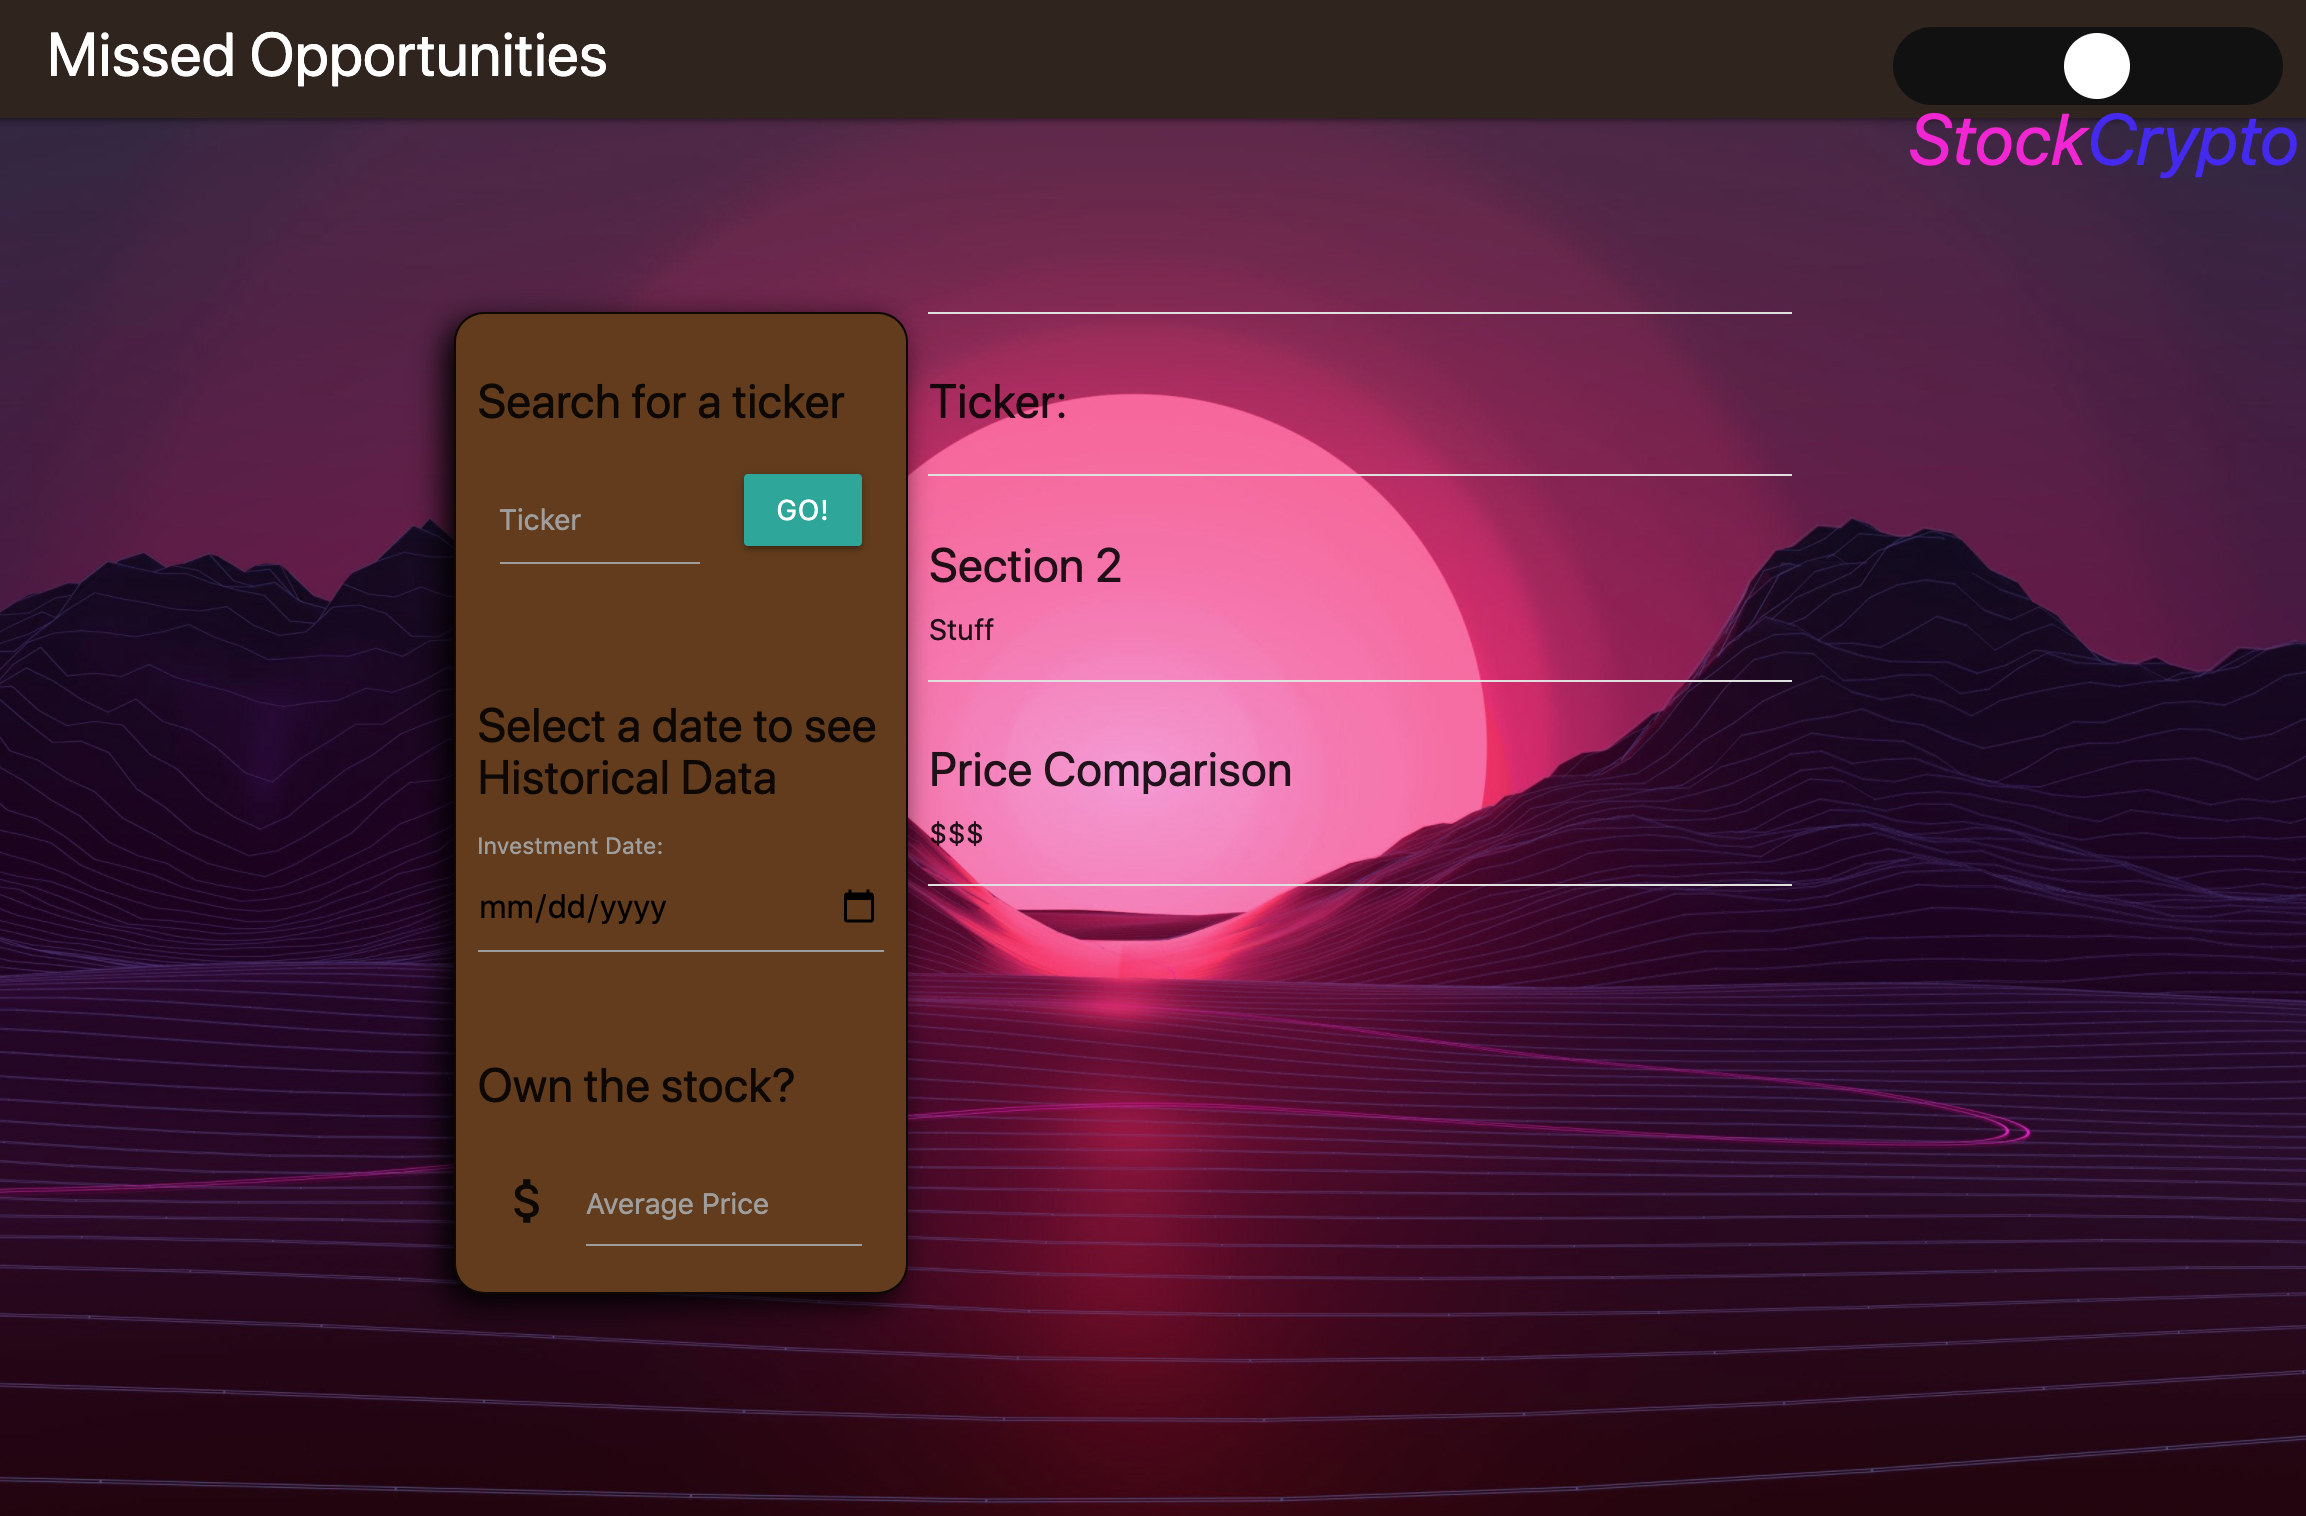 Missed Opportunities
StockCrypto
Search for a ticker
Ticker
GO!
Select a date to see
Historical Data
Investment Date:
mm/dd/yyyy
Own the stock?
$
Average Price
Ticker:
Section 2
Stuff
Price Comparison
$$$